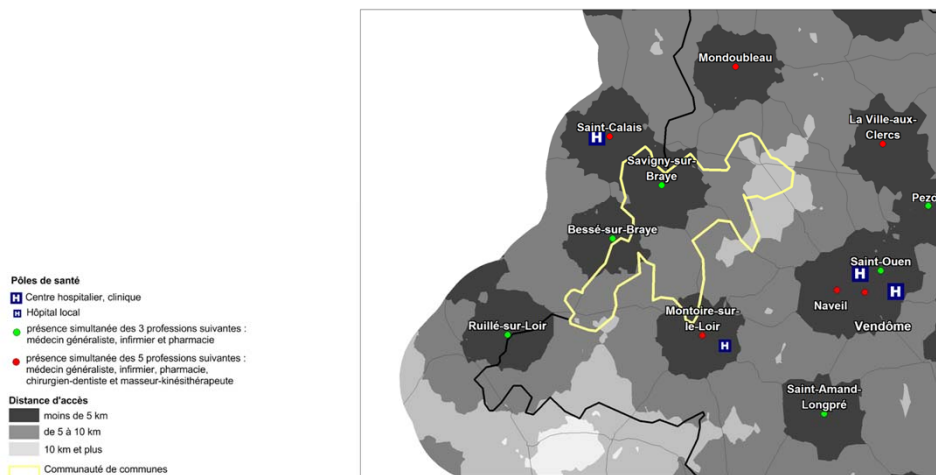 Mondoubleau
La Ville-aux-
Clercs
Saint-Calais
H
Savigny-sur-
Braye
Pezo
Bessé-sur-Braye
Saint-Ouen
H
H
Naveil
Vendôme
Ruillé-sur-Loir
Montoire-sur-
le-Loir
H
Saint-Amand-
Longpré
Pôles de santé
H Centre hospitalier, clinique
H Hôpital local
présence simultanée des 3 professions suivantes :
médecin généraliste, infirmier et pharmacie
présence simultanée des 5 professions suivantes :
médecin généraliste, infirmier, pharmacie,
chirurgien-dentiste et masseur-kinésithérapeute
Distance d'accès
moins de 5 km
de 5 à 10 km
10 km et plus
Communauté de communes